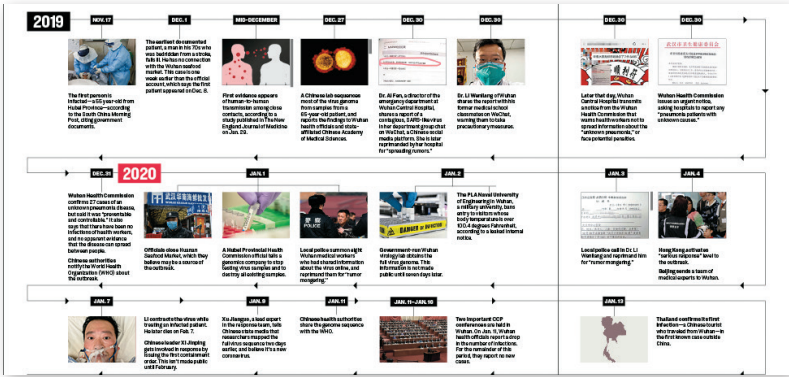 2019
NOV. 17
DEC. 1
MID-DECEMBER
DEC. 27
DEC. 30
DEC. 30
DEC. 30
DEC. 30
The first person is
infected—a 55 year-old from
Hubei Province—according
to the South China Morning
Post, citing government
documents.
The earliest documented
patient, a man in his 70s who
was bedridden from a stroke,
falls ill. He has no connection
with the Wuhan seafood
market. This case is one
week earlier than the official
account, which says the first
patient appeared on Dec. 8.
First evidence appears
of human-to-human
transmission among close
contacts, according to a
study published in The New
England Journal of Medicine
on Jan. 29.
A Chinese lab sequences
most of the virus genome
from samples from a
65-year-old patient, and
reports the findings to Wuhan
health officials and state-
affiliated Chinese Academy
of Medical Sciences.
Dr. Ai Fen, a director of the
emergency department at
Wuhan Central Hospital,
shares a report of a
contagious, SARS-like virus
in her department group chat
on WeChat, a Chinese social
media platform. She is later
reprimanded by her hospital
for "spreading rumors."
Dr. Li Wenliang of Wuhan
shares the report with his
former medical school
classmates on WeChat,
warning them to take
precautionary measures.
Later that day, Wuhan
Central Hospital transmits
a notice from the Wuhan
Health Commission that
warns healthworkers not to
spread information about the
"unknown pneumonia," or
face potential penalties.
Wuhan Health Commission
issues an urgent notice,
asking hospitals to report any
"pneumonia patients with
unknown causes."
DEC. 31
2020
JAN. 1
JAN. 2
JAN. 3
JAN. 4
Wuhan Health Commission
confirms 27 cases of an
unknown pneumonia disease,
but said it was "preventable
and controllable." It also
says that there have been no
infections of health workers,
and no apparent evidence
that the disease can spread
between people.
Chinese authorities
notify the World Health
Organization (WHO) about
the outbreak.
Officials close Huanan
Seafood Market, which they
believe may be a source of
the outbreak.
A Hubei Provincial Health
Commission official tells a
genomics company to stop
testing virus samples and to
destroy all existing samples.
Local police summon eight
Wuhan medical workers
who had shared information
about the virus online, and
reprimand them for "rumor
mongering."
Government-run Wuhan
virology lab obtains the
full virus genome. This
information is not made
public until seven days later.
The PLA Naval University
of Engineering in Wuhan,
a military university, bans
entry to visitors whose
body temperature is over
100.4 degrees Fahrenheit,
according to a leaked internal
notice.
Local police call in Dr. Li
Wenliang and reprimand him
for "rumor mongering."
Hong Kong activates
"serious response" level to
the outbreak.
Beijing sends a team of
medical experts to Wuhan.
JAN. 7
JAN. 9
JAN. 11
JAN. 11–JAN. 16
JAN. 13
Li contracts the virus while
treating an infected patient.
He later dies on Feb. 7.
Chinese leader Xi Jinping
gets involved in response by
issuing the first containment
order. This isn't made public
until February.
Xu Jianguo, a lead expert
in the response team, tells
Chinese state media that
researchers mapped the
full virus sequence two days
earlier, and believe it's a new
coronavirus.
Chinese health authorities
share the genome sequence
with the WHO.
Two important CCP
conferences are held in
Wuhan. On Jan. 11, Wuhan
health officials report a drop
in the number of infections.
For the remainder of this
period, they report no new
cases.
Thailand confirms its first
infection—a Chinese tourist
who traveled from Wuhan—in
the first known case outside
China.